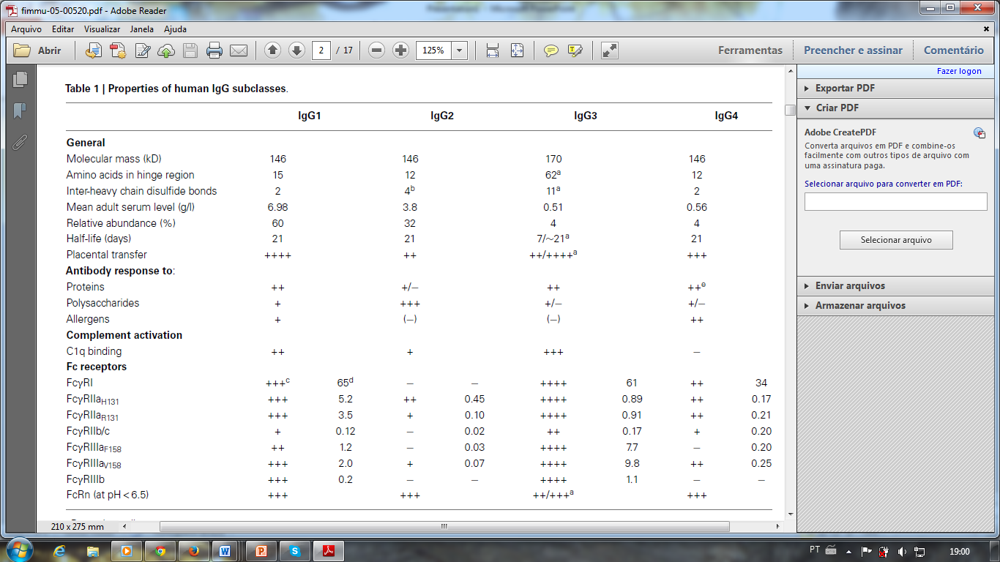 fimmu-05-00520.pdf - Adobe Reader
Arquivo Editar Visualizar Janela Ajuda
Abrir 2 / 17 125% Ferramentas Preencher e assinar Comentário
Fazer logon
Table 1 | Properties of human IgG subclasses.
IgG1 IgG2 IgG3 IgG4
General
Molecular mass (kD) 146 146 170 146
Amino acids in hinge region 15 12 62a 12
Inter-heavy chain disulfide bonds 2 4b 11a 2
Mean adult serum level (g/l) 6.98 3.8 0.51 0.56
Relative abundance (%) 60 32 4 4
Half-life (days) 21 21 7/~21a 21
Placental transfer ++++ ++ ++/++++a +++
Antibody response to:
Proteins ++ +/− ++ ++e
Polysaccharides + +++ +/− +/−
Allergens + (−) (−) ++
Complement activation
C1q binding ++ + +++ −
Fc receptors
FcγRI +++c 65d − − ++++ 61 ++ 34
FcγRIIaH131 +++ 5.2 ++ 0.45 ++++ 0.89 ++ 0.17
FcγRIIaR131 +++ 3.5 + 0.10 ++++ 0.91 ++ 0.21
FcγRIIb/c + 0.12 − 0.02 ++ 0.17 + 0.20
FcγRIIIaF158 ++ 1.2 − 0.03 ++++ 7.7 − 0.20
FcγRIIIaV158 +++ 2.0 + 0.07 ++++ 9.8 ++ 0.25
FcγRIIIb +++ 0.2 − − ++++ 1.1 − −
FcRn (at pH < 6.5) +++ +++ ++/+++a +++
210 x 275 mm
Exportar PDF
Criar PDF
Adobe CreatePDF
Converta arquivos em PDF e combine-os
facilmente com outros tipos de arquivo com
uma assinatura paga.
Selecionar arquivo para converter em PDF:
Selecionar arquivo
Enviar arquivos
Armazenar arquivos
PT 19:00